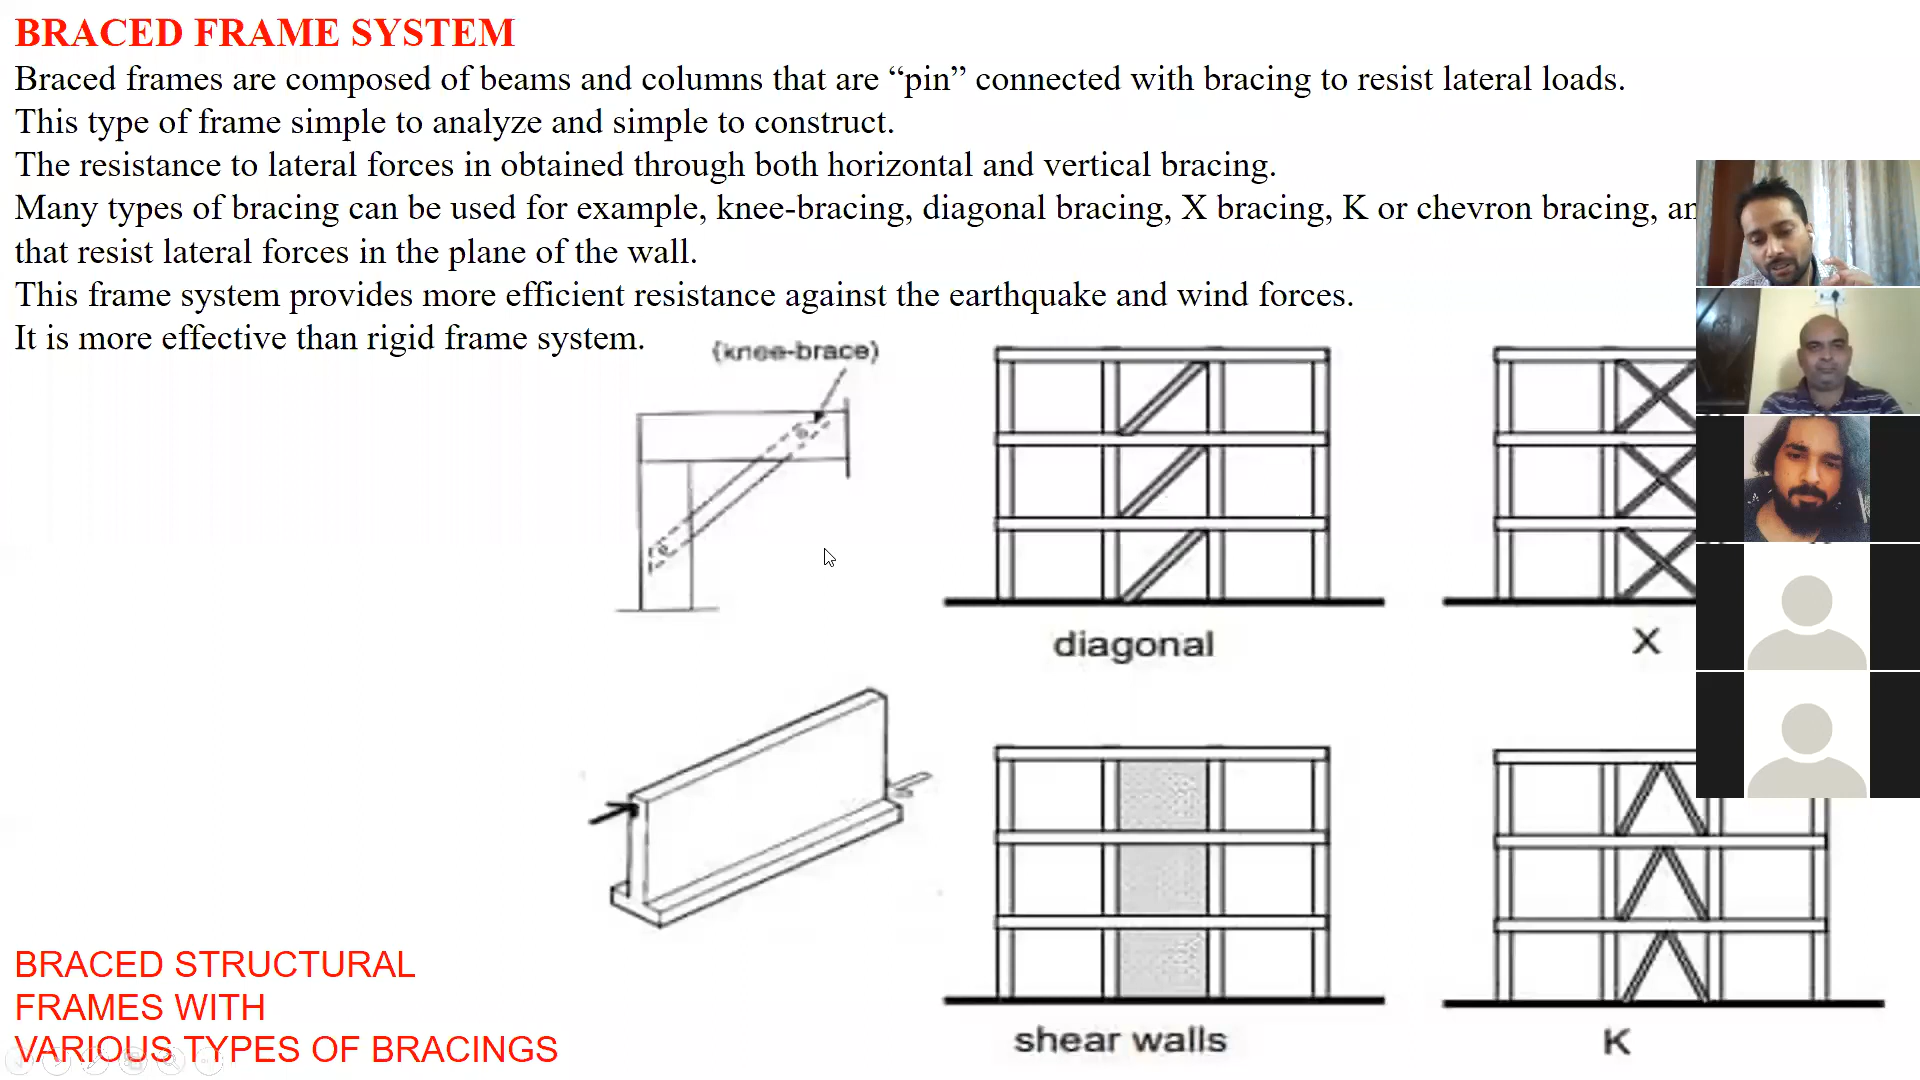 BRACED FRAME SYSTEM
Braced frames are composed of beams and columns that are “pin” connected with bracing to resist lateral loads.
This type of frame simple to analyze and simple to construct.
The resistance to lateral forces in obtained through both horizontal and vertical bracing.
Many types of bracing can be used for example, knee-bracing, diagonal bracing, X bracing, K or chevron bracing,
that resist lateral forces in the plane of the wall.
This frame system provides more efficient resistance against the earthquake and wind forces.
It is more effective than rigid frame system.
(knee-brace)
diagonal
X
shear walls
K
BRACED STRUCTURAL
FRAMES WITH
VARIOUS TYPES OF BRACINGS